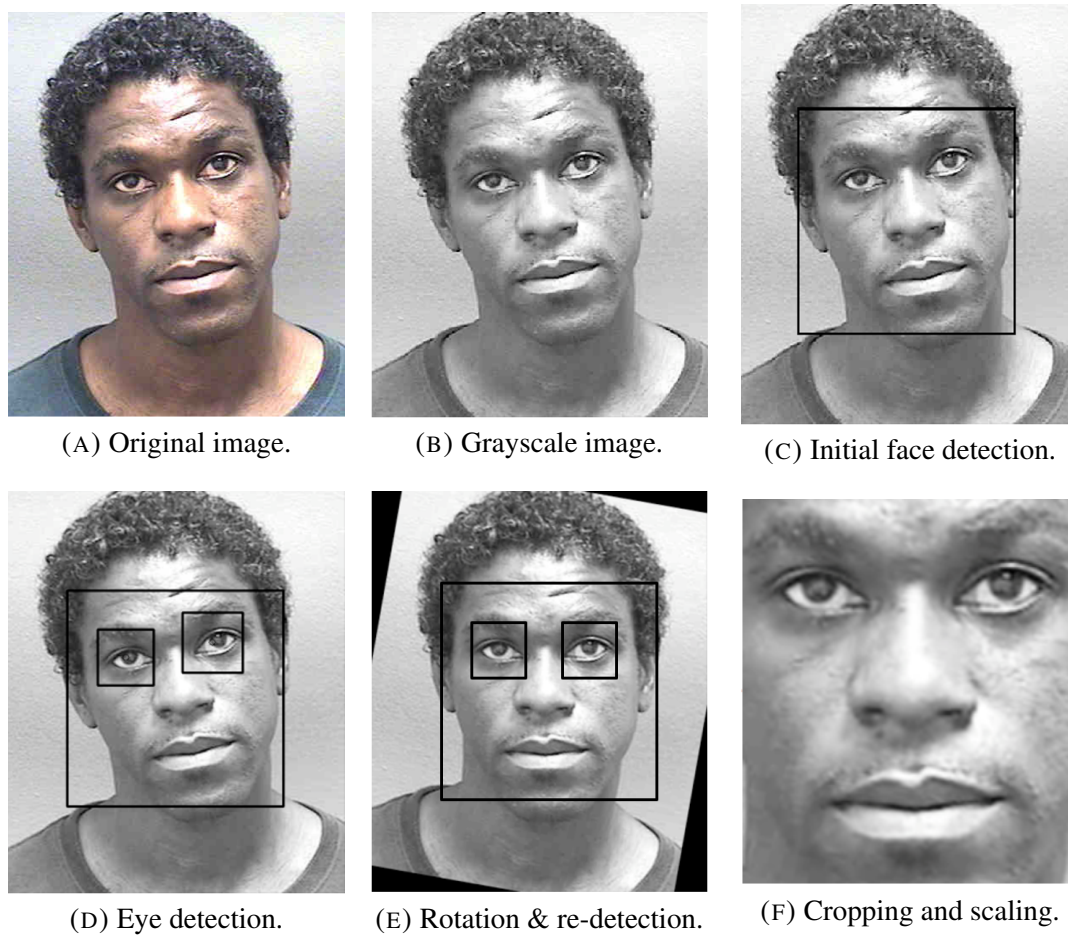 (A) Original image.
(B) Grayscale image.
(C) Initial face detection.
(D) Eye detection.
(E) Rotation & re-detection.
(F) Cropping and scaling.